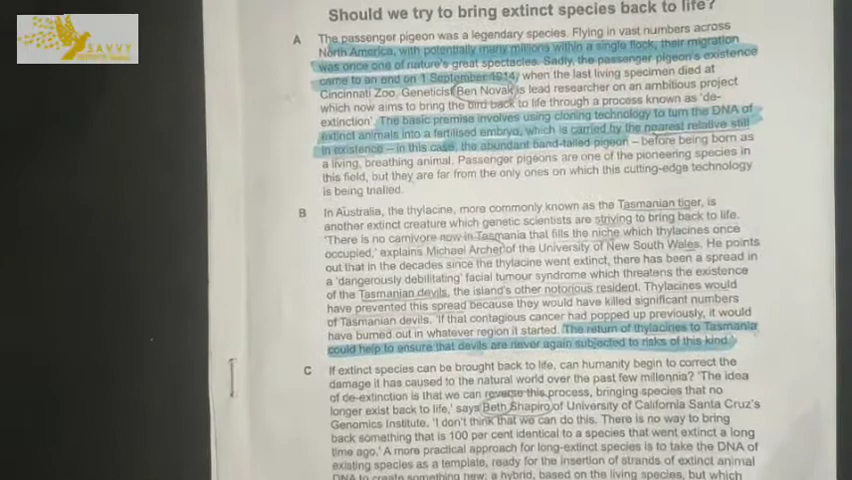 SAVVY
Should we try to bring extinct species back to life?
A The passenger pigeon was a legendary species. Flying in vast numbers across
North America, with potentially many millions within a single flock, their migration
was once one of nature's great spectacles. Sadly, the passenger pigeon's existence
came to an end on 1 September 1914, when the last living specimen died at
Cincinnati Zoo. Geneticist Ben Novak is lead researcher on an ambitious project
which now aims to bring the bird back to life through a process known as 'de-
extinction'. The basic premise involves using cloning technology to turn the DNA of
extinct animals into a fertilised embryo, which is carried by the nearest relative still
in existence – in this case, the abundant band-tailed pigeon – before being born as
a living, breathing animal. Passenger pigeons are one of the pioneering species in
this field, but they are far from the only ones on which this cutting-edge technology
is being trialled.
B In Australia, the thylacine, more commonly known as the Tasmanian tiger, is
another extinct creature which genetic scientists are striving to bring back to life.
'There is no carnivore now in Tasmania that fills the niche which thylacines once
occupied,' explains Michael Archer of the University of New South Wales. He points
out that in the decades since the thylacine went extinct, there has been a spread in
a 'dangerously debilitating' facial tumour syndrome which threatens the existence
of the Tasmanian devils, the island's other notorious resident. Thylacines would
have prevented this spread because they would have killed significant numbers
of Tasmanian devils. 'If that contagious cancer had popped up previously, it would
have burned out in whatever region it started. The return of thylacines to Tasmania
could help to ensure that devils are never again subjected to risks of this kind.'
C If extinct species can be brought back to life, can humanity begin to correct the
damage it has caused to the natural world over the past few millennia? 'The idea
of de-extinction is that we can reverse this process, bringing species that no
longer exist back to life,' says Beth Shapiro of University of California Santa Cruz's
Genomics Institute. 'I don't think that we can do this. There is no way to bring
back something that is 100 per cent identical to a species that went extinct a long
time ago.' A more practical approach for long-extinct species is to take the DNA of
existing species as a template, ready for the insertion of strands of extinct animal
DNA to create something new; a hybrid, based on the living species, but which